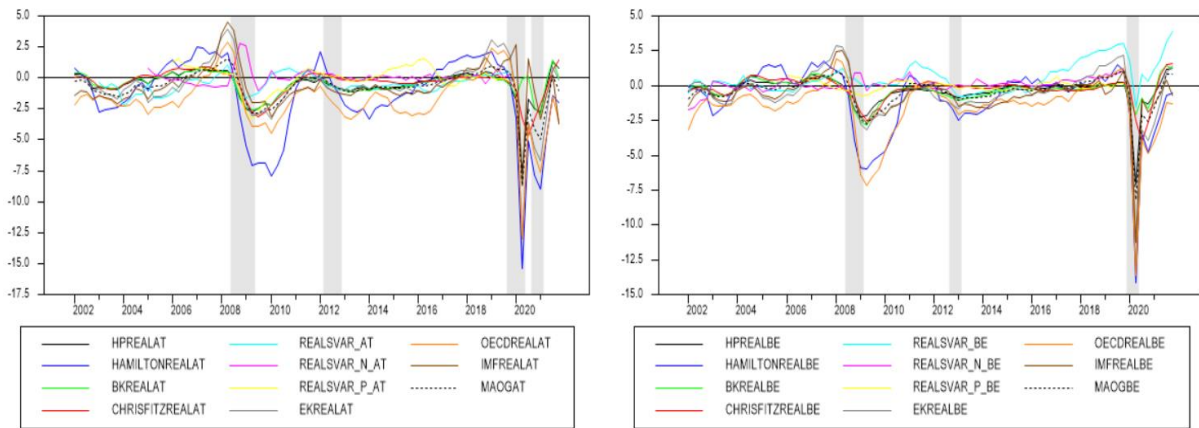 5.0
2.5
0.0
-2.5
-5.0
-7.5
-10.0
-12.5
-15.0
-17.5
2002 2004 2006 2008 2010 2012 2014 2016 2018 2020
HPREALAT REALSVAR_AT OECDREALAT
HAMILTONREALAT REALSVAR_N_AT IMFREALAT
BKREALAT REALSVAR_P_AT MAOGAT
CHRISFITZREALAT EKREALAT
5.0
2.5
0.0
-2.5
-5.0
-7.5
-10.0
-12.5
-15.0
2002 2004 2006 2008 2010 2012 2014 2016 2018 2020
HPREALBE REALSVAR_BE OECDREALBE
HAMILTONREALBE REALSVAR_N_BE IMFREALBE
BKREALBE REALSVAR_P_BE MAOGBE
CHRISFITZREALBE EKREALBE